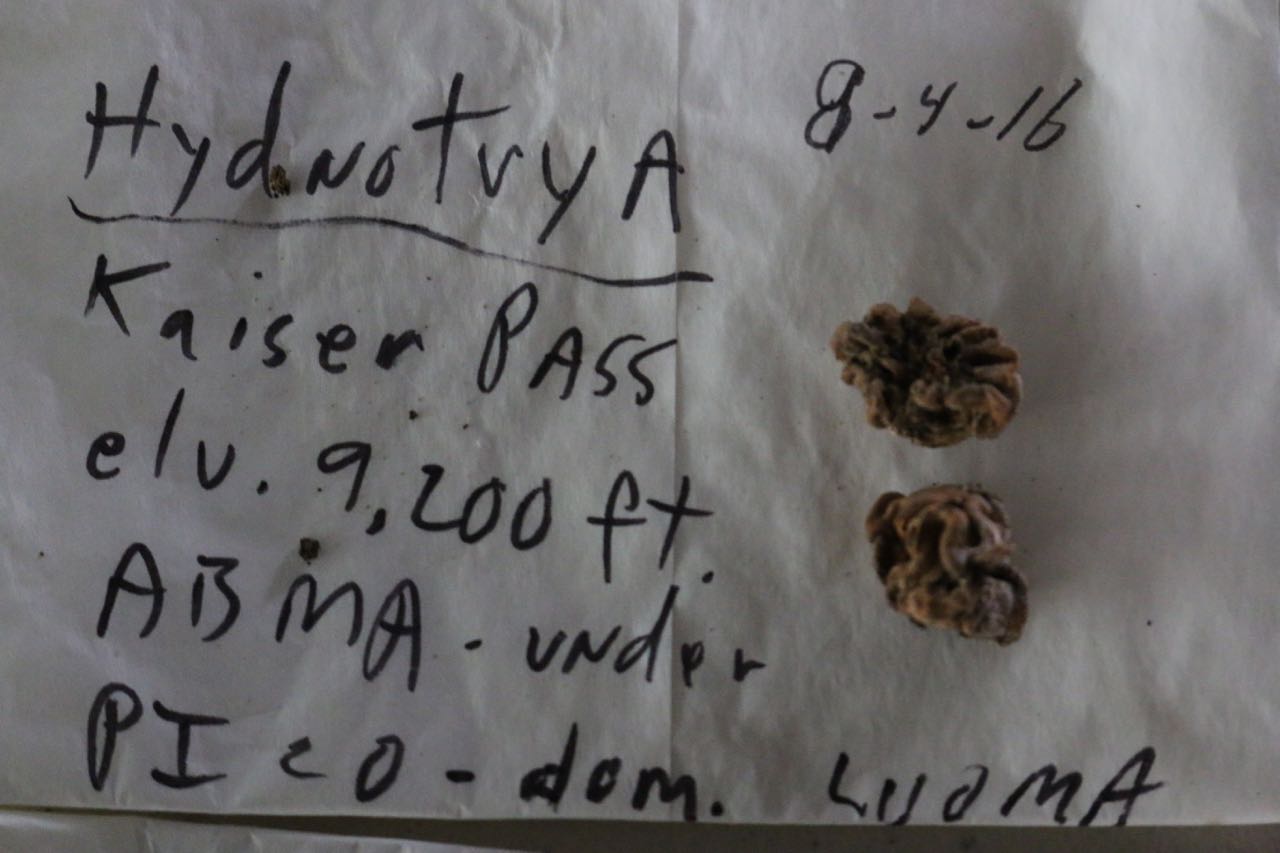 HydnotryA 8-4-16
Kaiser PASS
elv. 9,200 ft.
ABMA - under
PICO - dom. LUOMA